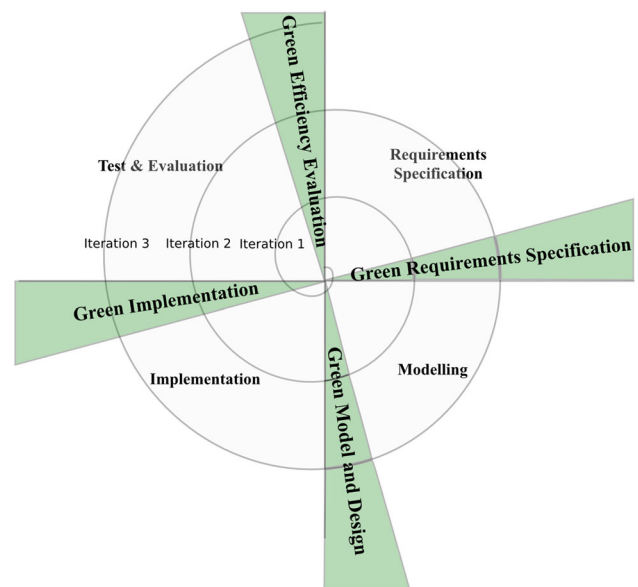 Green Efficiency Evaluation
Test & Evaluation
Requirements
Specification
Iteration 3
Iteration 2
Iteration 1
Green Requirements Specification
Green Implementation
Implementation
Modelling
Green Model and Design